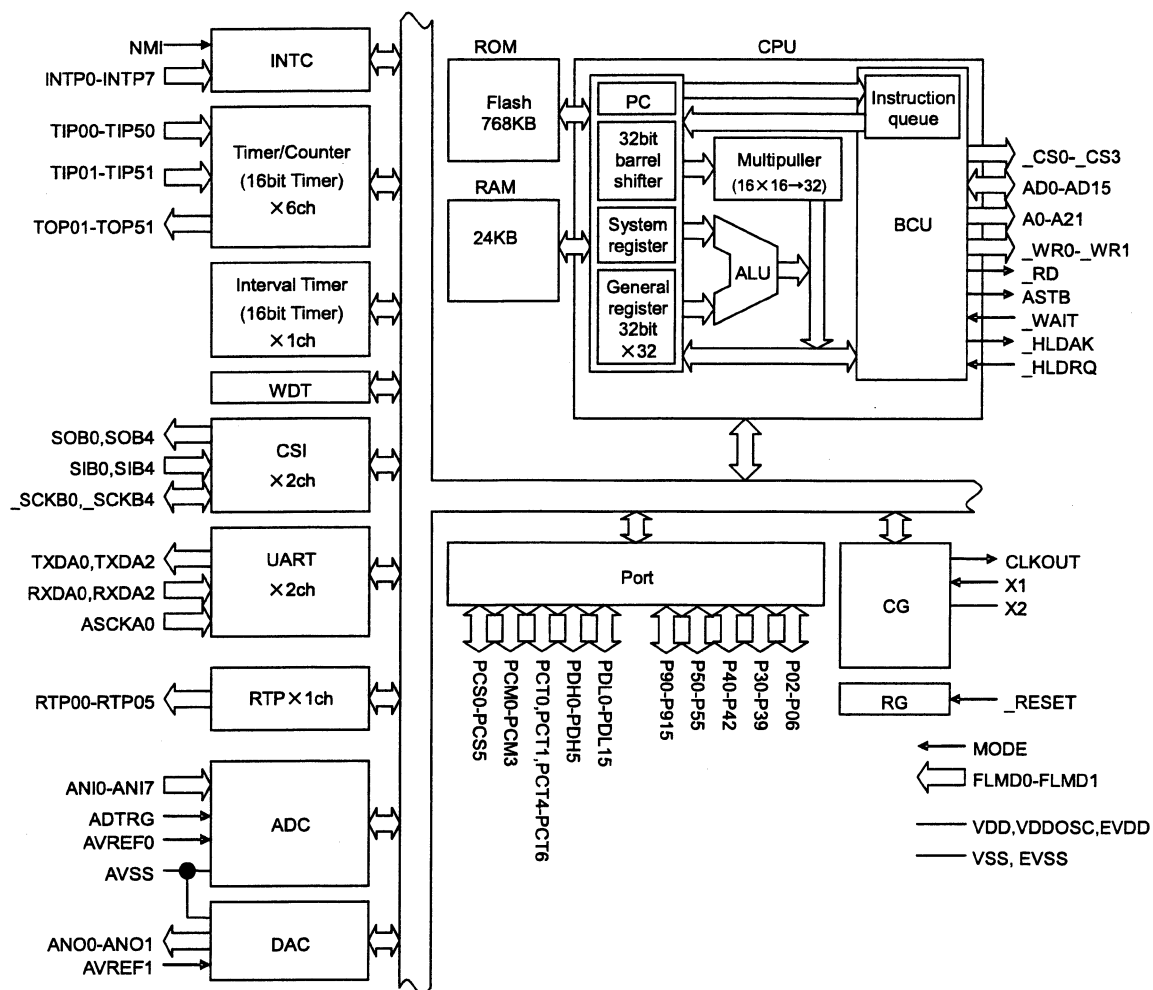 NMI
INTP0-INTP7
INTC
TIP00-TIP50
TIP01-TIP51
TOP01-TOP51
Timer/Counter
(16bit Timer)
×6ch
Interval Timer
(16bit Timer)
×1ch
WDT
SOB0,SOB4
SIB0,SIB4
_SCKB0,_SCKB4
CSI
×2ch
TXDA0,TXDA2
RXDA0,RXDA2
ASCKA0
UART
×2ch
RTP00-RTP05
RTP×1ch
ANI0-ANI7
ADTRG
AVREF0
AVSS
ADC
ANO0-ANO1
AVREF1
DAC
ROM
Flash
768KB
RAM
24KB
CPU
PC
32bit
barrel
shifter
System
register
General
register
32bit
×32
Multipuller
(16×16→32)
ALU
Instruction
queue
BCU
_CS0-_CS3
AD0-AD15
A0-A21
_WR0-_WR1
_RD
ASTB
_WAIT
_HLDAK
_HLDRQ
Port
PCS0-PCS5
PCM0-PCM3
PCT0,PCT1,PCT4-PCT6
PDH0-PDH5
PDL0-PDL15
P90-P915
P50-P55
P40-P42
P30-P39
P02-P06
CG
CLKOUT
X1
X2
RG
_RESET
MODE
FLMD0-FLMD1
VDD,VDDOSC,EVDD
VSS, EVSS